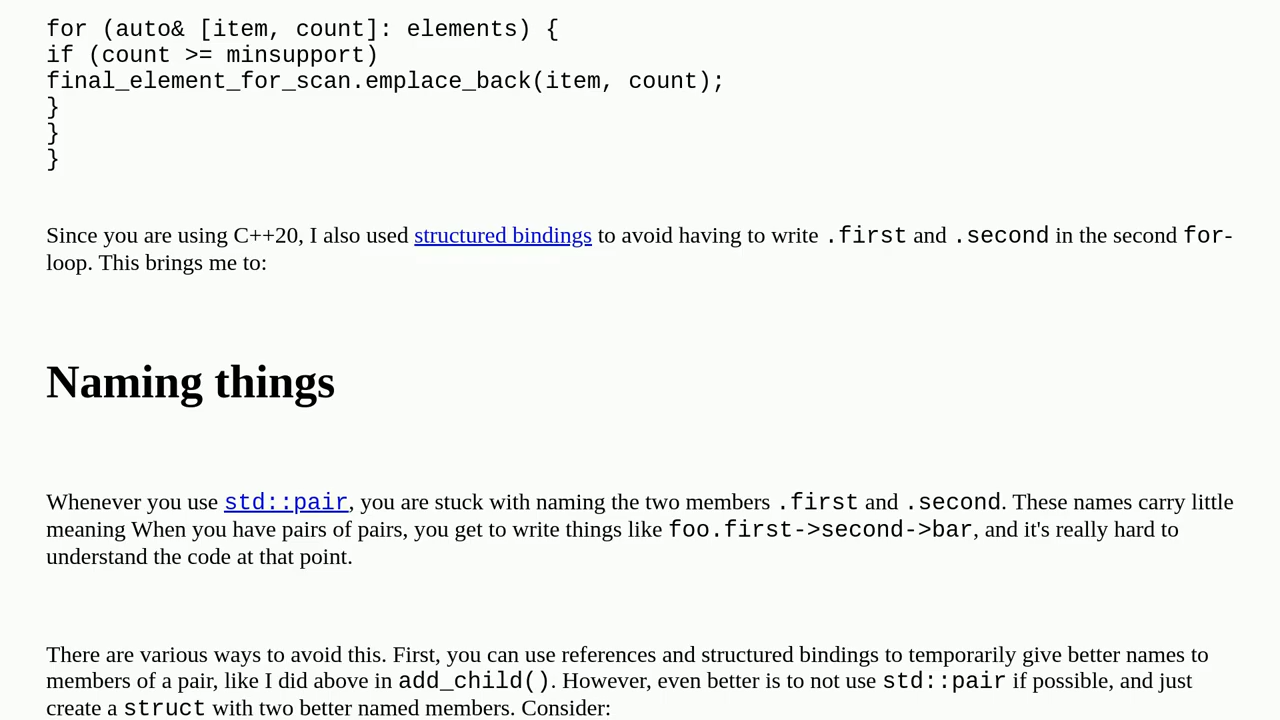 for (auto& [item, count]: elements) {
if (count >= minsupport)
final_element_for_scan.emplace_back(item, count);
}
}
}
Since you are using C++20, I also used structured bindings to avoid having to write .first and .second in the second for-
loop. This brings me to:
Naming things
Whenever you use std::pair, you are stuck with naming the two members .first and .second. These names carry little
meaning When you have pairs of pairs, you get to write things like foo.first->second->bar, and it's really hard to
understand the code at that point.
There are various ways to avoid this. First, you can use references and structured bindings to temporarily give better names to
members of a pair, like I did above in add_child(). However, even better is to not use std::pair if possible, and just
create a struct with two better named members. Consider: